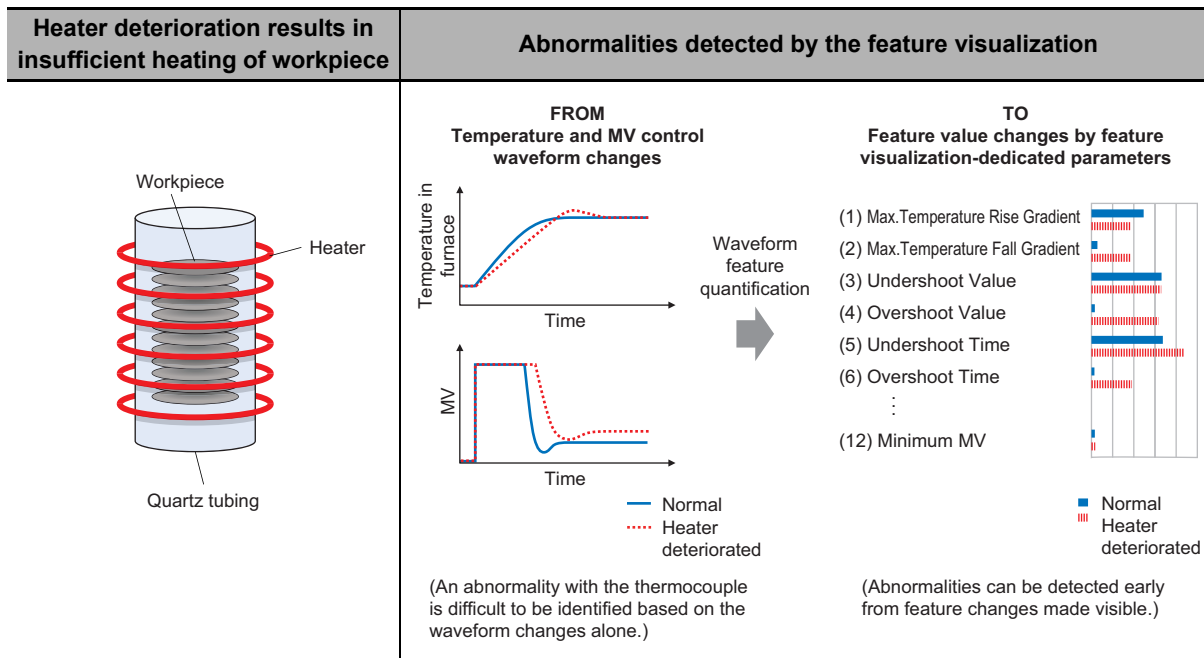 Heater deterioration results in
insufficient heating of workpiece
Abnormalities detected by the feature visualization
Workpiece
Heater
Quartz tubing
FROM
Temperature and MV control
waveform changes
Temperature in
furnace
Time
MV
Time
Normal
Heater
deteriorated
(An abnormality with the thermocouple
is difficult to be identified based on the
waveform changes alone.)
Waveform
feature
quantification
TO
Feature value changes by feature
visualization-dedicated parameters
(1) Max.Temperature Rise Gradient
(2) Max.Temperature Fall Gradient
(3) Undershoot Value
(4) Overshoot Value
(5) Undershoot Time
(6) Overshoot Time
⋮
(12) Minimum MV
Normal
Heater
deteriorated
(Abnormalities can be detected early
from feature changes made visible.)